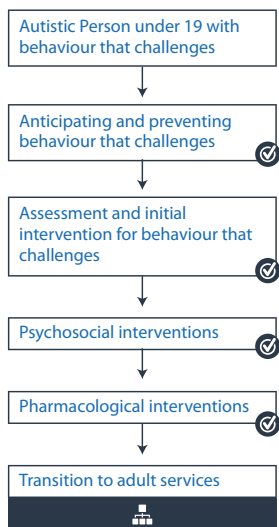 Autistic Person under 19 with
behaviour that challenges
Anticipating and preventing
behaviour that challenges
Assessment and initial
intervention for behaviour that
challenges
Psychosocial interventions
Pharmacological interventions
Transition to adult services